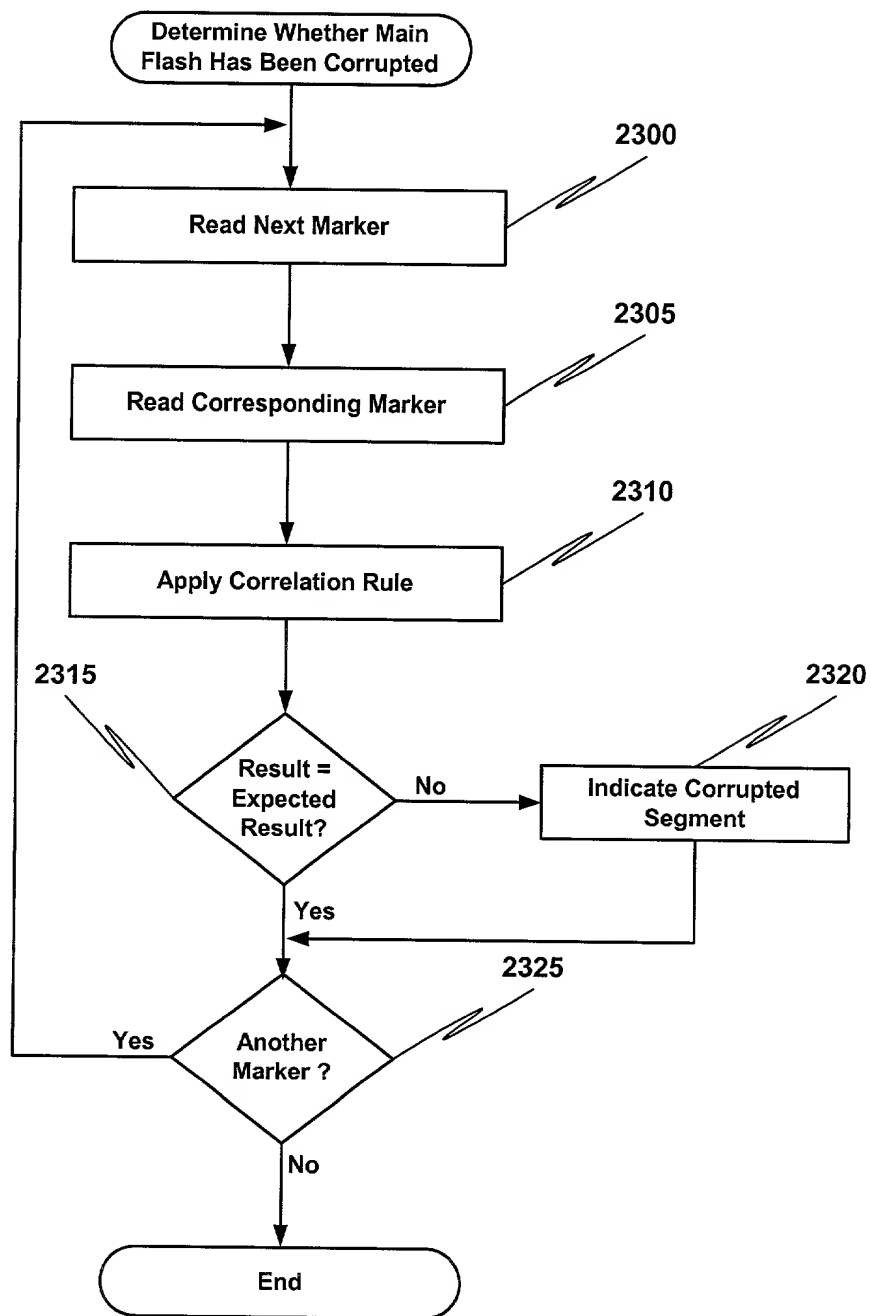 Determine Whether Main
Flash Has Been Corrupted
2300
Read Next Marker
2305
Read Corresponding Marker
2310
Apply Correlation Rule
2315
2320
Result =
Expected
Result?
No
Indicate Corrupted
Segment
Yes
2325
Yes
Another
Marker ?
No
End